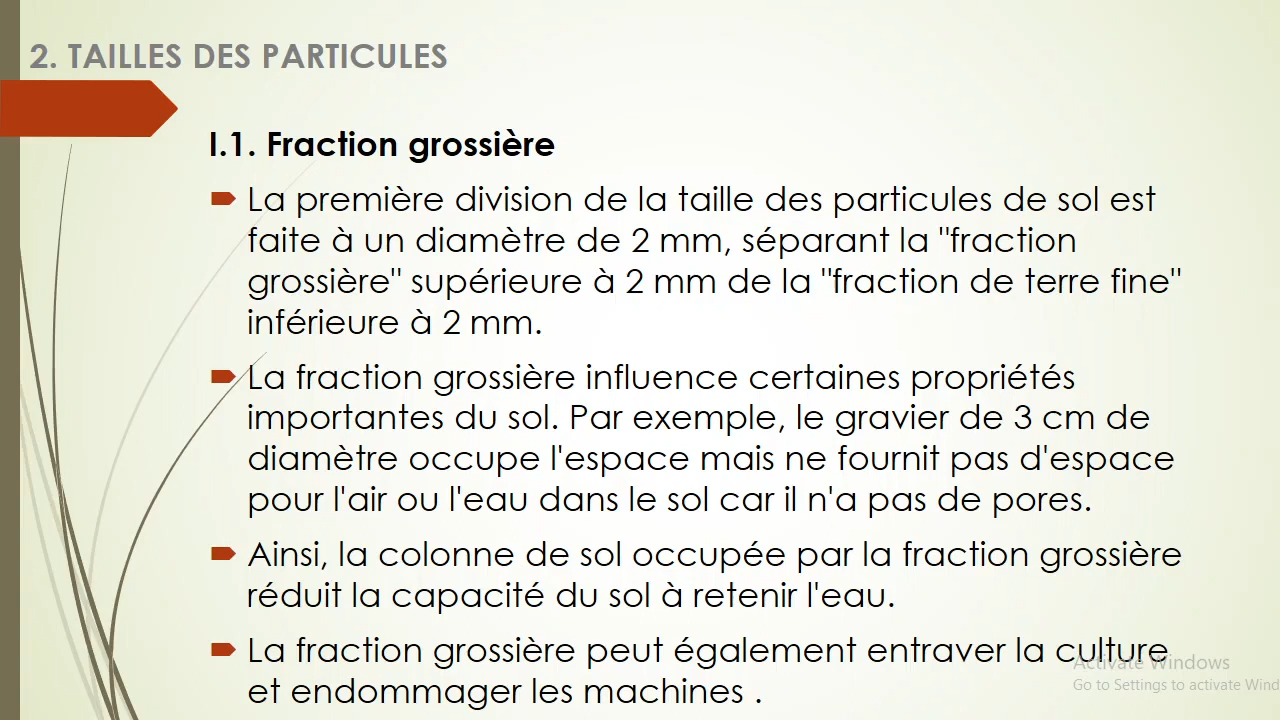 2. TAILLES DES PARTICULES
I.1. Fraction grossière
La première division de la taille des particules de sol est
faite à un diamètre de 2 mm, séparant la "fraction
grossière" supérieure à 2 mm de la "fraction de terre fine"
inférieure à 2 mm.
La fraction grossière influence certaines propriétés
importantes du sol. Par exemple, le gravier de 3 cm de
diamètre occupe l'espace mais ne fournit pas d'espace
pour l'air ou l'eau dans le sol car il n'a pas de pores.
Ainsi, la colonne de sol occupée par la fraction grossière
réduit la capacité du sol à retenir l'eau.
La fraction grossière peut également entraver la culture
et endommager les machines .
Activate Windows
Go to Settings to activate Wind